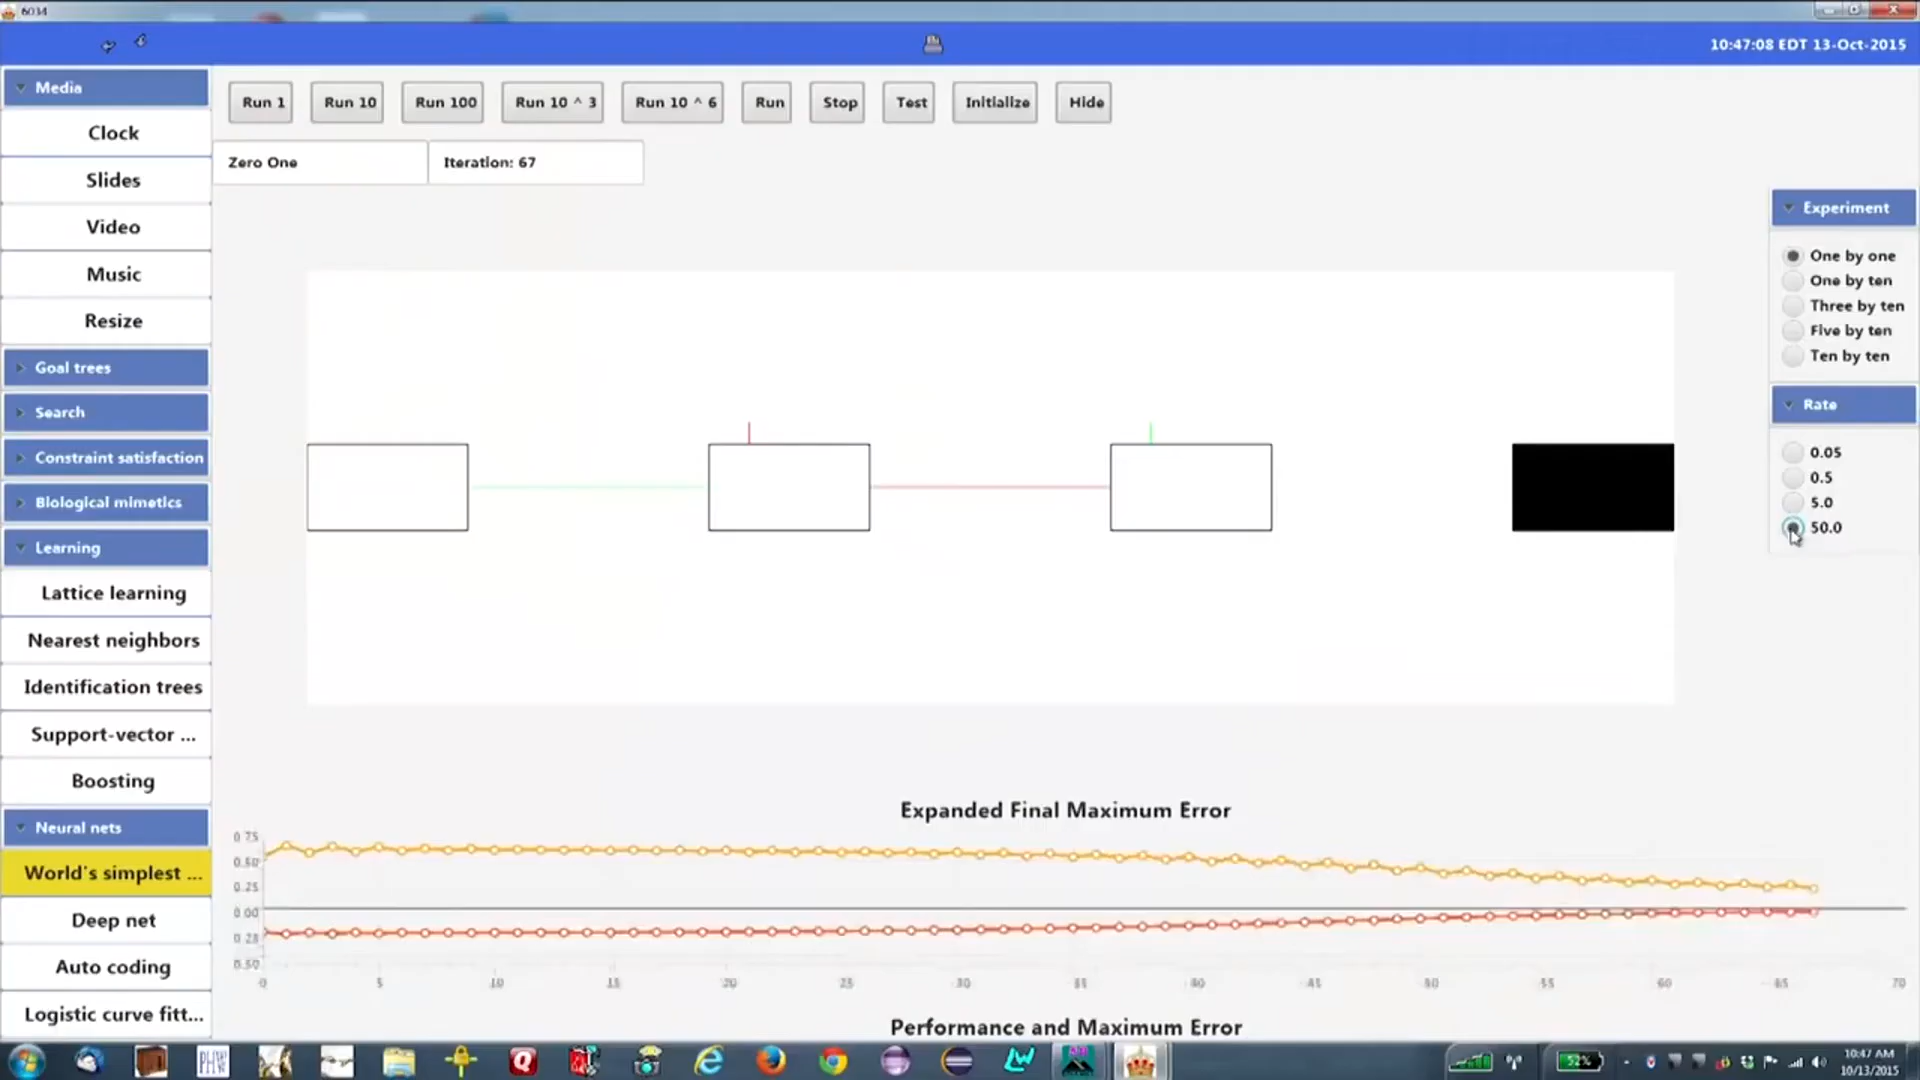 6034
10:47:08 EDT 13-Oct-2015
Media
Clock
Slides
Video
Music
Resize
Goal trees
Search
Constraint satisfaction
Biological mimetics
Learning
Lattice learning
Nearest neighbors
Identification trees
Support-vector ...
Boosting
Neural nets
World's simplest ...
Deep net
Auto coding
Logistic curve fitt...
Run 1 Run 10 Run 100 Run 10 ^ 3 Run 10 ^ 6 Run Stop Test Initialize Hide
Zero One Iteration: 67
Experiment
One by one
One by ten
Three by ten
Five by ten
Ten by ten
Rate
0.05
0.5
5.0
50.0
Expanded Final Maximum Error
0.75
0.50
0.25
0.00
0.50
0 5 10 15 20 25 30 40 45 55 60 70
Performance and Maximum Error
PHW
52%
10:47 AM
10/13/2015